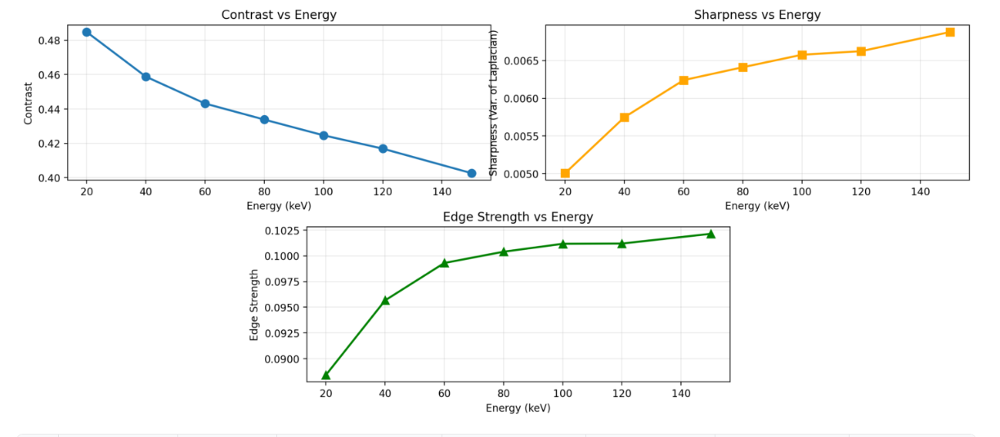 Contrast vs Energy
Contrast
0.48
0.46
0.44
0.42
0.40
20 40 60 80 100 120 140
Energy (keV)
Sharpness vs Energy
Sharpness (Var. of Laplacian)
0.0065
0.0060
0.0055
0.0050
20 40 60 80 100 120 140
Energy (keV)
Edge Strength vs Energy
Edge Strength
0.1025
0.1000
0.0975
0.0950
0.0925
0.0900
20 40 60 80 100 120 140
Energy (keV)